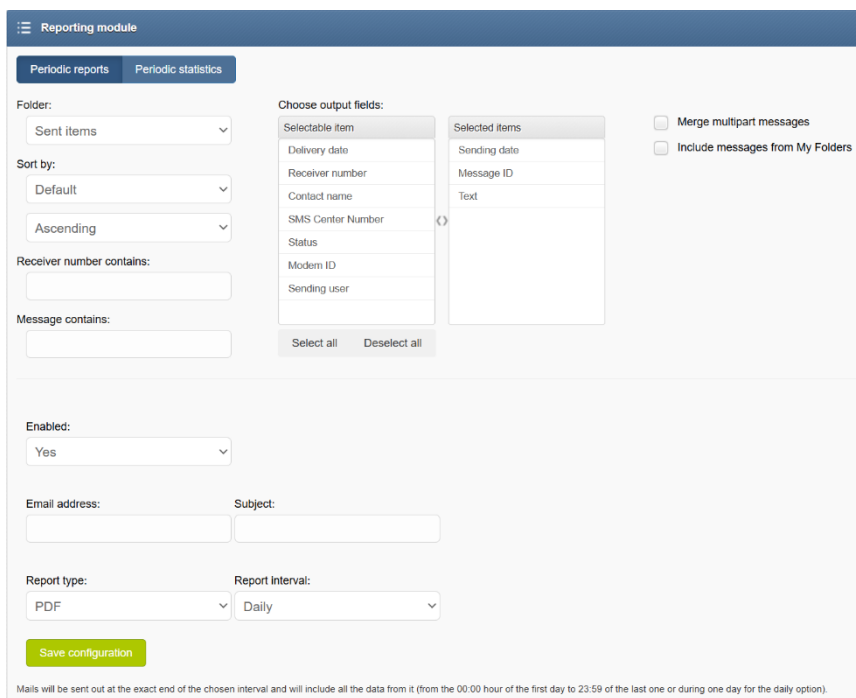 Reporting module
Periodic reports Periodic statistics
Folder:
Sent items
Sort by:
Default
Ascending
Receiver number contains:
Message contains:
Choose output fields:
Selectable item
Delivery date
Receiver number
Contact name
SMS Center Number
Status
Modem ID
Sending user
Select all Deselect all
Selected items
Sending date
Message ID
Text
Merge multipart messages
Include messages from My Folders
Enabled:
Yes
Email address: Subject:
Report type: Report interval:
PDF Daily
Save configuration
Mails will be sent out at the exact end of the chosen interval and will include all the data from it (from the 00:00 hour of the first day to 23:59 of the last one or during one day for the daily option).